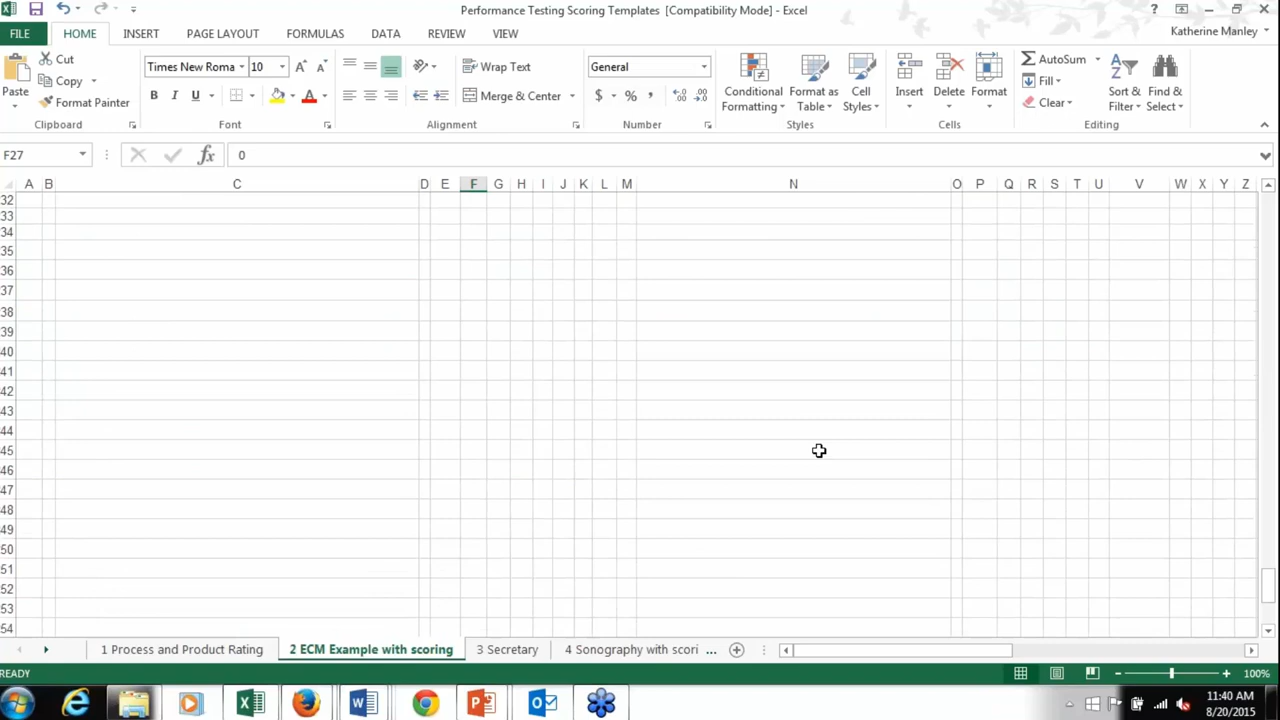 Performance Testing Scoring Templates [Compatibility Mode] - Excel
?
FILE HOME INSERT PAGE LAYOUT FORMULAS DATA REVIEW VIEW Katherine Manley
Paste Cut Copy Format Painter Clipboard
Times New Roma 10 A A B I U A Font
Wrap Text Merge & Center Alignment
General $ % , Number
Conditional Formatting Format as Table Cell Styles Styles
Insert Delete Format Cells
AutoSum Fill Clear Sort & Filter Find & Select Editing
F27 fx 0
A B C D E F G H I J K L M N O P Q R S T U V W X Y Z
32
33
34
35
36
37
38
39
40
41
42
43
44
45
46
47
48
49
50
51
52
53
54
1 Process and Product Rating 2 ECM Example with scoring 3 Secretary 4 Sonography with scori ...
READY 100%
11:40 AM
8/20/2015